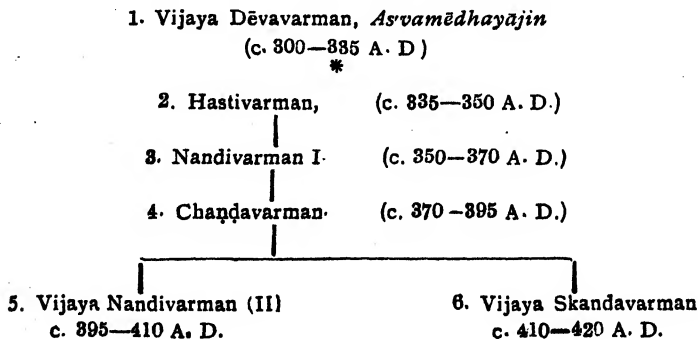 1. Vijaya Dēvavarman, Asvamēdhayājin
(c. 300—335 A. D)
*
2. Hastivarman, (c. 335—350 A. D.)
3. Nandivarman I. (c. 350—370 A. D.)
4. Chaṇḍavarman. (c. 370—395 A. D.)
5. Vijaya Nandivarman (II) 6. Vijaya Skandavarman
c. 395—410 A. D. c. 410—420 A. D.